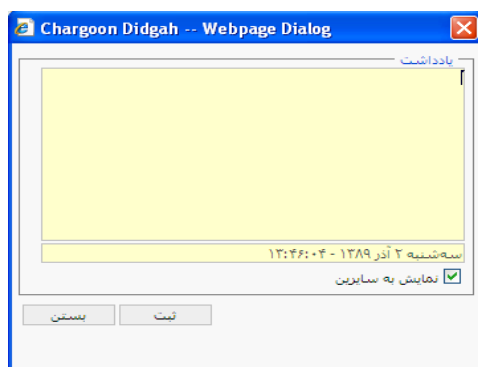 Chargoon Didgah -- Webpage Dialog
یادداشت
سه‌شنبه ۲ آذر ۱۳۸۹ - ۱۳:۴۶:۰۴
نمایش به سایرین
ثبت
بستن